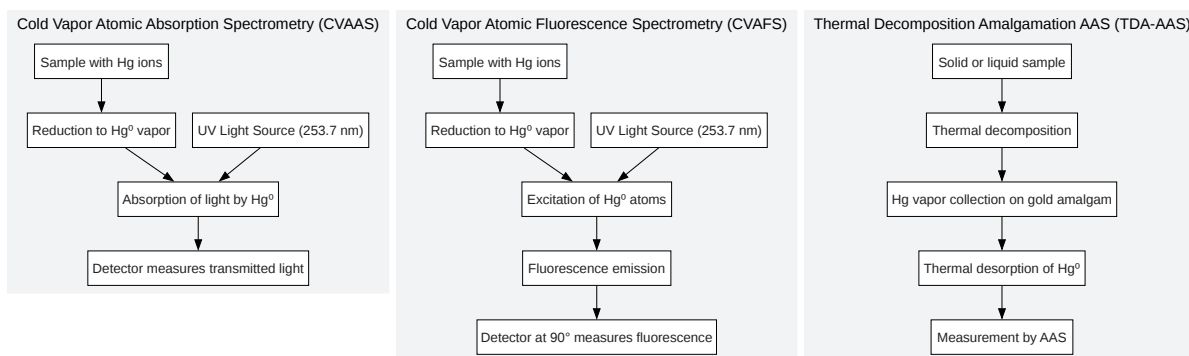 Cold Vapor Atomic Absorption Spectrometry (CVAAS)
Sample with Hg ions
Reduction to Hg⁰ vapor
UV Light Source (253.7 nm)
Absorption of light by Hg⁰
Detector measures transmitted light
Cold Vapor Atomic Fluorescence Spectrometry (CVAFS)
Sample with Hg ions
Reduction to Hg⁰ vapor
UV Light Source (253.7 nm)
Excitation of Hg⁰ atoms
Fluorescence emission
Detector at 90° measures fluorescence
Thermal Decomposition Amalgamation AAS (TDA-AAS)
Solid or liquid sample
Thermal decomposition
Hg vapor collection on gold amalgam
Thermal desorption of Hg⁰
Measurement by AAS